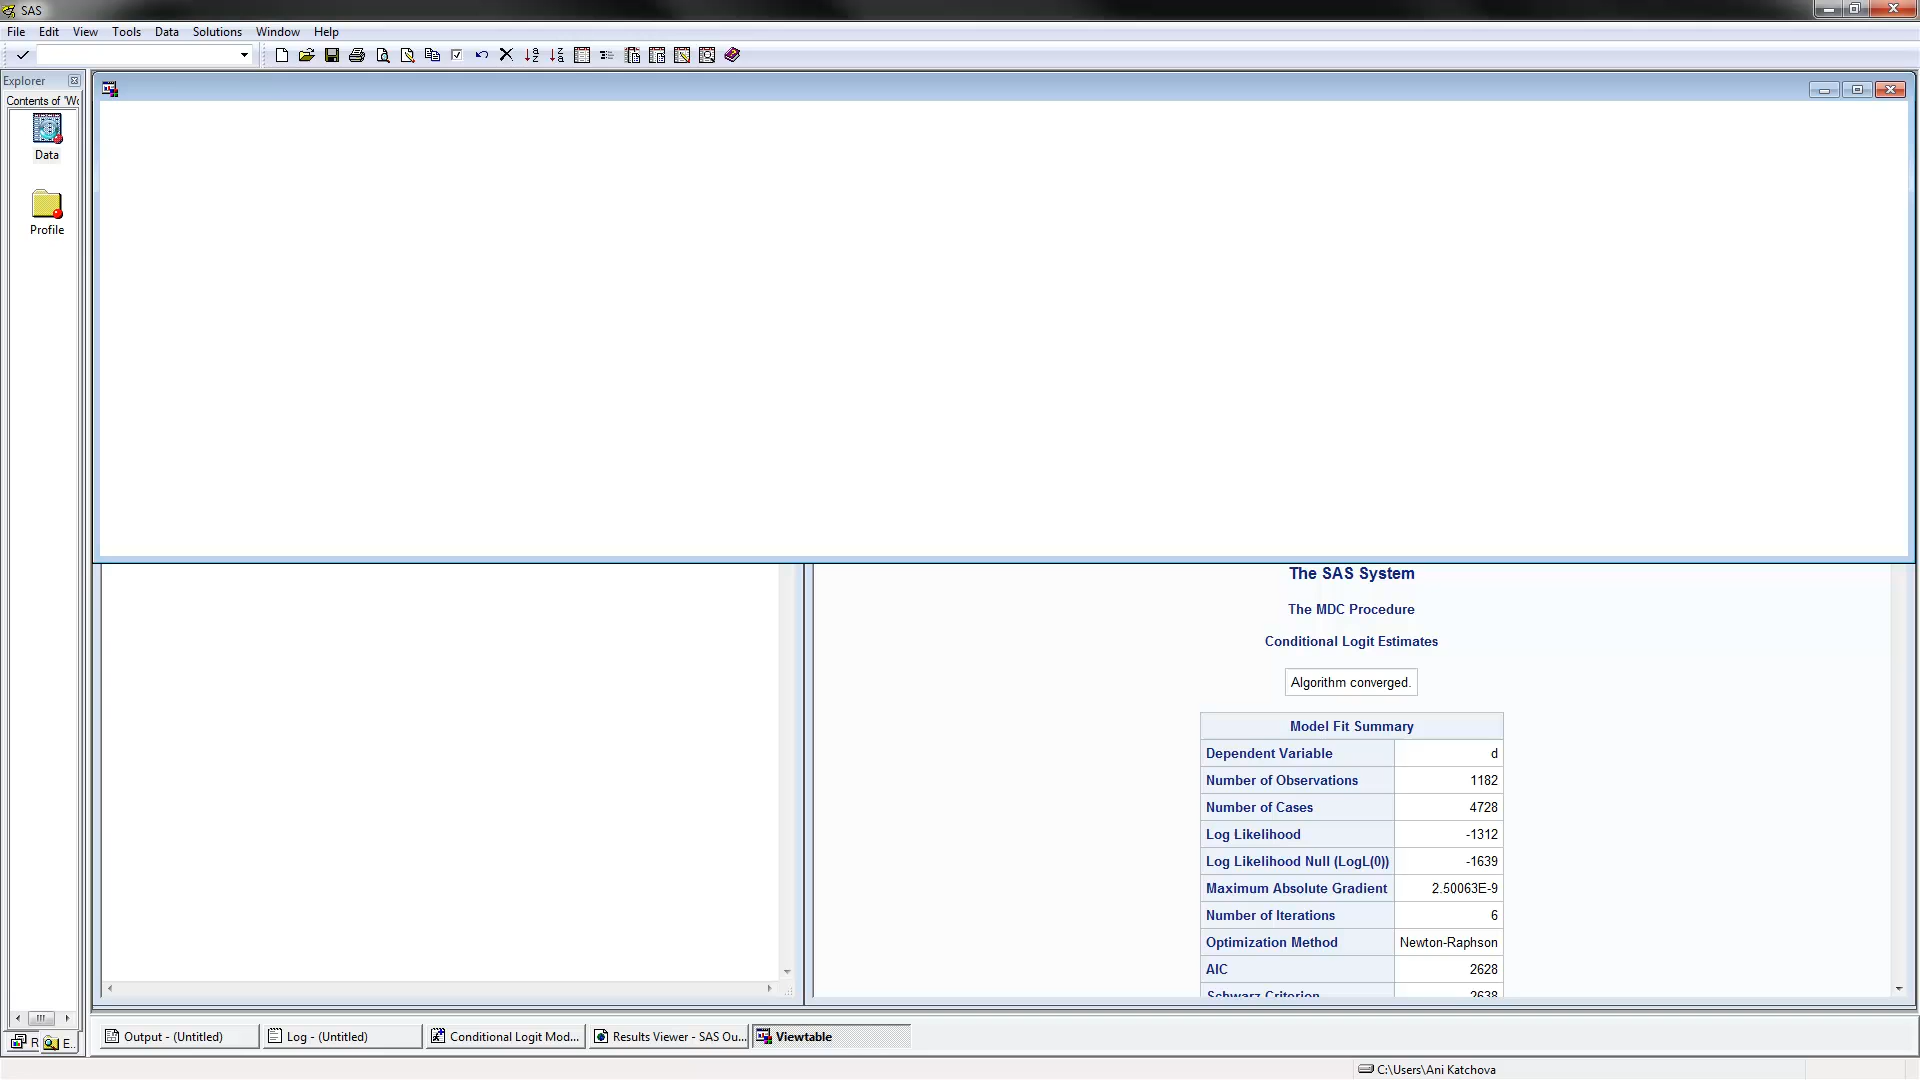 SAS
File Edit View Tools Data Solutions Window Help
Explorer
Contents of 'Wo
Data
Profile
The SAS System
The MDC Procedure
Conditional Logit Estimates
Algorithm converged.
Model Fit Summary
Dependent Variable d
Number of Observations 1182
Number of Cases 4728
Log Likelihood -1312
Log Likelihood Null (LogL(0)) -1639
Maximum Absolute Gradient 2.50063E-9
Number of Iterations 6
Optimization Method Newton-Raphson
AIC 2628
Schwarz Criterion 2638
R E...
Output - (Untitled) Log - (Untitled) Conditional Logit Mod... Results Viewer - SAS Ou... Viewtable
C:\Users\Ani Katchova